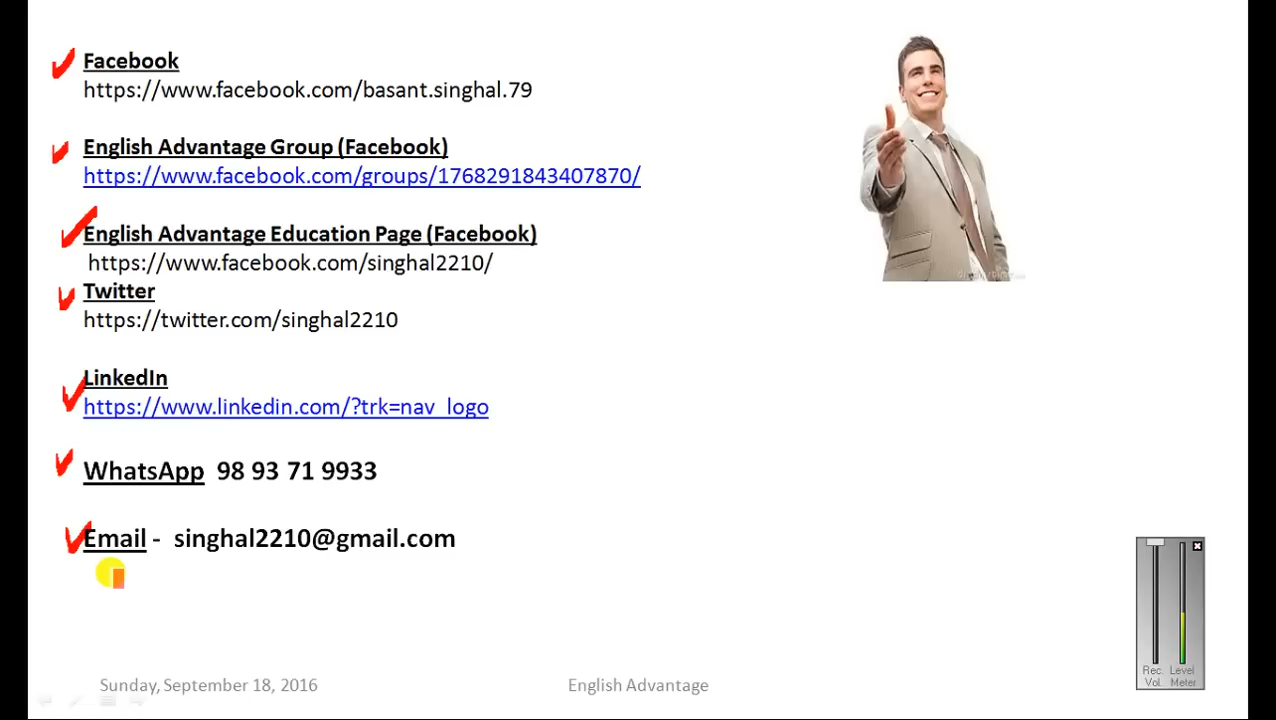 Facebook
https://www.facebook.com/basant.singhal.79
English Advantage Group (Facebook)
https://www.facebook.com/groups/1768291843407870/
English Advantage Education Page (Facebook)
https://www.facebook.com/singhal2210/
Twitter
https://twitter.com/singhal2210
LinkedIn
https://www.linkedin.com/?trk=nav_logo
WhatsApp 98 93 71 9933
Email - singhal2210@gmail.com
Rec. Level
Vol. Meter
Sunday, September 18, 2016 English Advantage